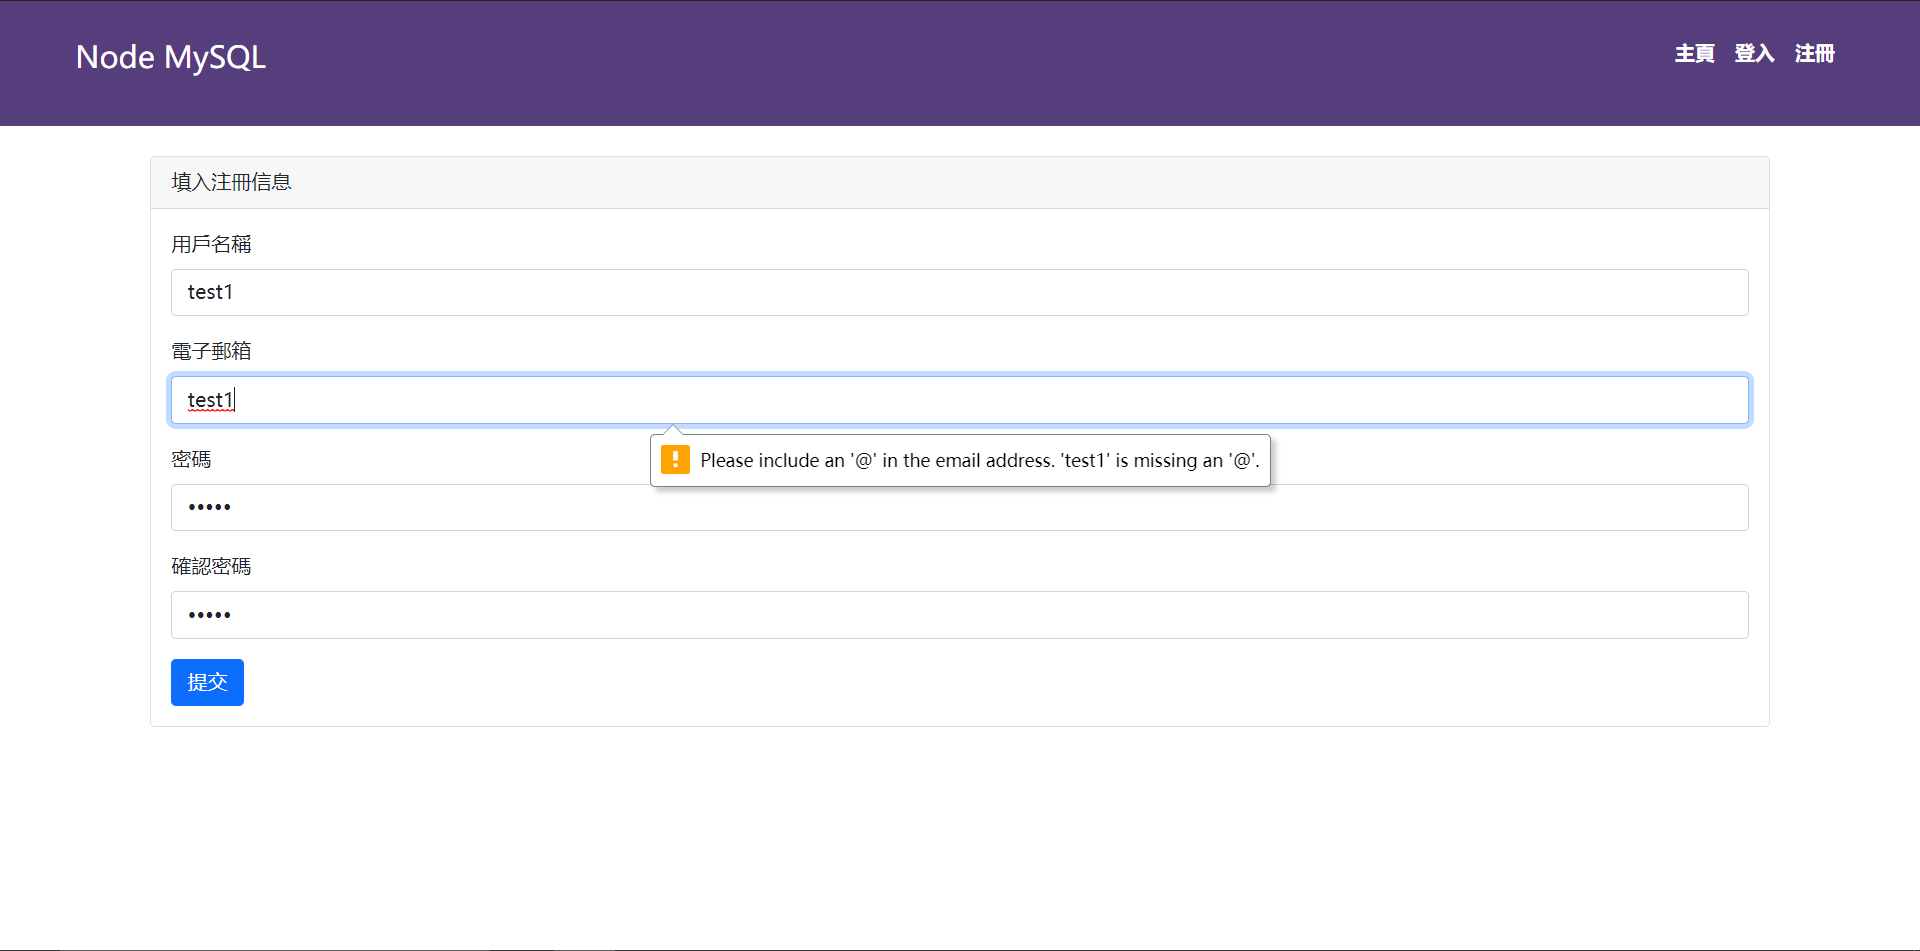 Node MySQL
主頁 登入 注冊
填入注冊信息
用戶名稱
test1
電子郵箱
test1
Please include an '@' in the email address. 'test1' is missing an '@'.
密碼
•••••
確認密碼
•••••
提交